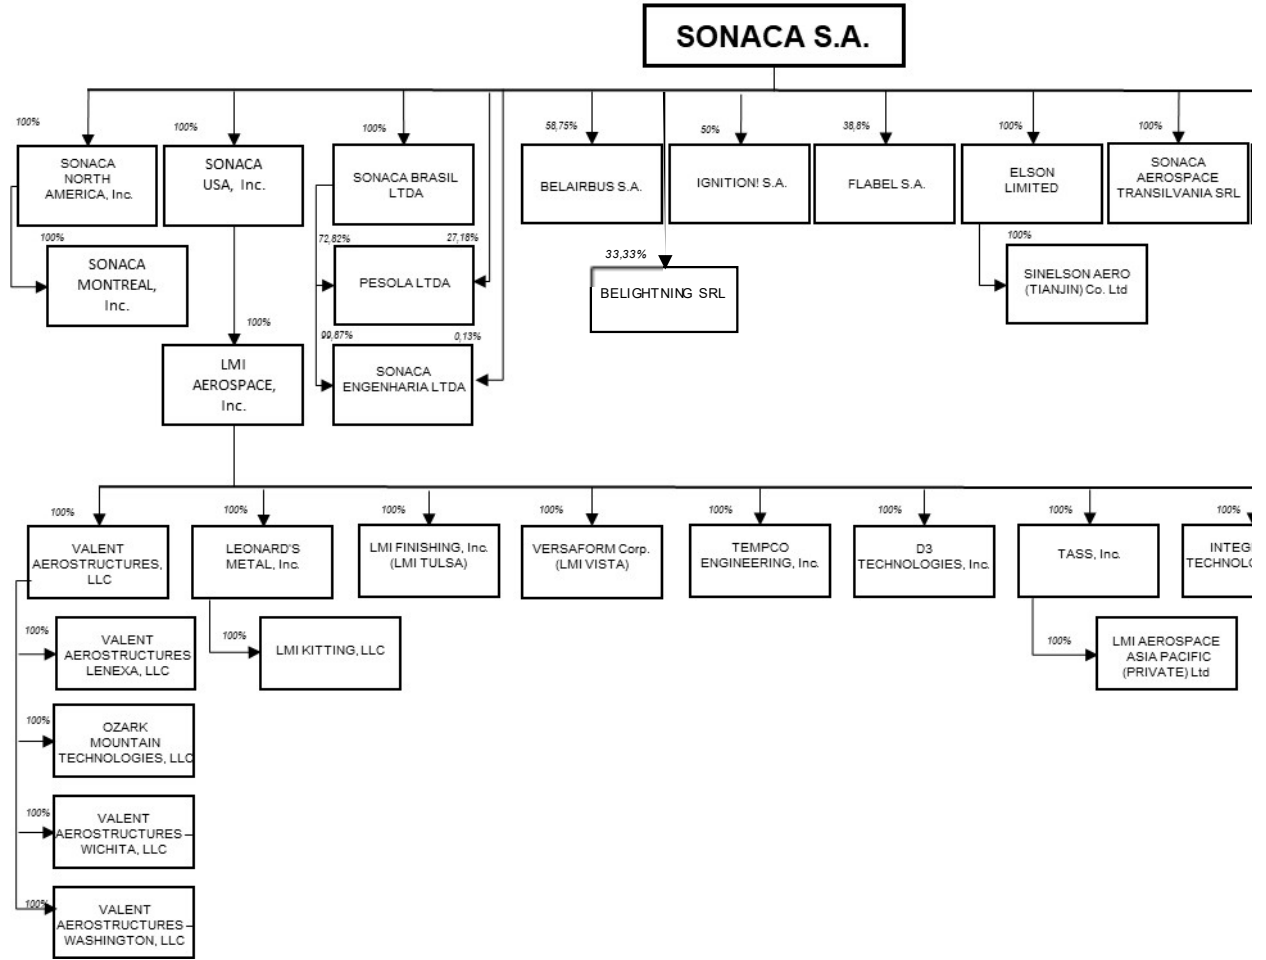 SONACA S.A.
100%
100%
100%
58,75%
50%
38,8%
100%
100%
SONACA
NORTH
AMERICA, Inc.
SONACA
USA, Inc.
SONACA BRASIL
LTDA
BELAIRBUS S.A.
IGNITION! S.A.
FLABEL S.A.
ELSON
LIMITED
SONACA
AEROSPACE
TRANSILVANIA SRL
100%
72,82%
27,18%
33,33%
100%
SONACA
MONTREAL,
Inc.
PESOLA LTDA
BELIGHTNING SRL
SINELSON AERO
(TIANJIN) Co. Ltd
100%
99,87%
0,13%
LMI
AEROSPACE,
Inc.
SONACA
ENGENHARIA LTDA
100%
100%
100%
100%
100%
100%
100%
100%
VALENT
AEROSTRUCTURES,
LLC
LEONARD'S
METAL, Inc.
LMI FINISHING, Inc.
(LMI TULSA)
VERSAFORM Corp.
(LMI VISTA)
TEMPCO
ENGINEERING, Inc.
D3
TECHNOLOGIES, Inc.
TASS, Inc.
INTEG
TECHNOLO
100%
VALENT
AEROSTRUCTURES
LENEXA, LLC
100%
LMI KITTING, LLC
100%
LMI AEROSPACE
ASIA PACIFIC
(PRIVATE) Ltd
100%
OZARK
MOUNTAIN
TECHNOLOGIES, LLC
100%
VALENT
AEROSTRUCTURES –
WICHITA, LLC
100%
VALENT
AEROSTRUCTURES –
WASHINGTON, LLC